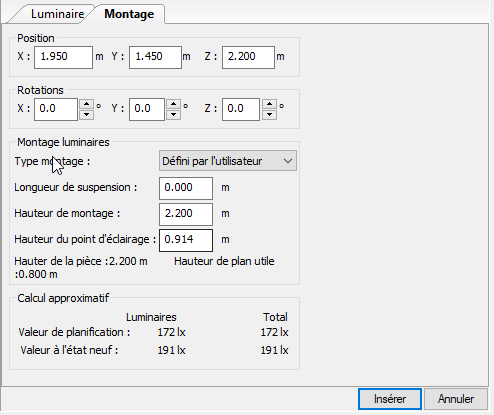 Luminaire Montage
Position
X : 1.950 m Y : 1.450 m Z : 2.200 m
Rotations
X : 0.0 ° Y : 0.0 ° Z : 0.0 °
Montage luminaires
Type montage : Défini par l'utilisateur
Longueur de suspension : 0.000 m
Hauteur de montage : 2.200 m
Hauteur du point d'éclairage : 0.914 m
Hauter de la pièce :2.200 m Hauteur de plan utile
:0.800 m
Calcul approximatif
Luminaires Total
Valeur de planification : 172 lx 172 lx
Valeur à l'état neuf : 191 lx 191 lx
Insérer Annuler